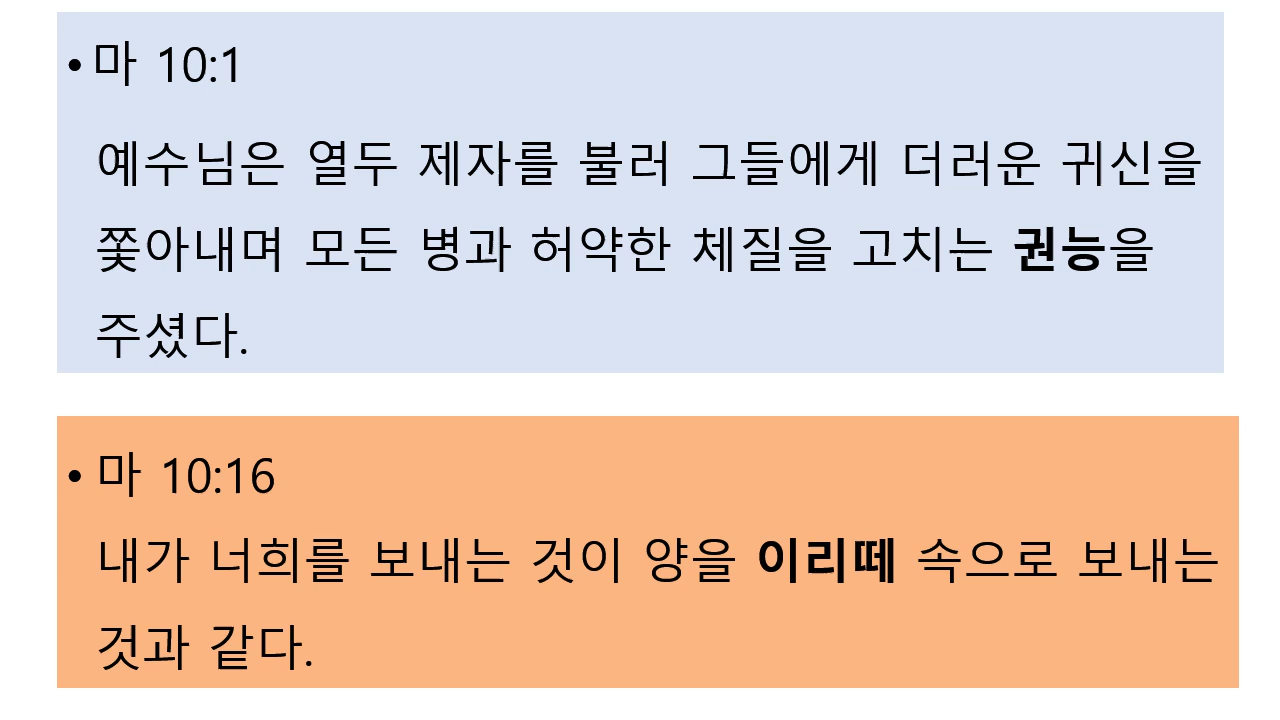 • 마 10:1
예수님은 열두 제자를 불러 그들에게 더러운 귀신을
쫓아내며 모든 병과 허약한 체질을 고치는 권능을
주셨다.
• 마 10:16
내가 너희를 보내는 것이 양을 이리떼 속으로 보내는
것과 같다.